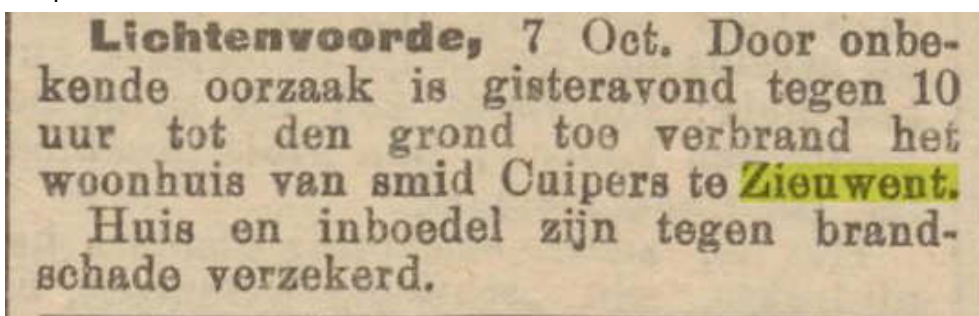 Lichtenvoorde, 7 Oct. Door onbe-
kende oorzaak is gisteravond tegen 10
uur tot den grond toe verbrand het
woonhuis van smid Cuipers te Zieuwent.
Huis en inboedel zijn tegen brand-
schade verzekerd.